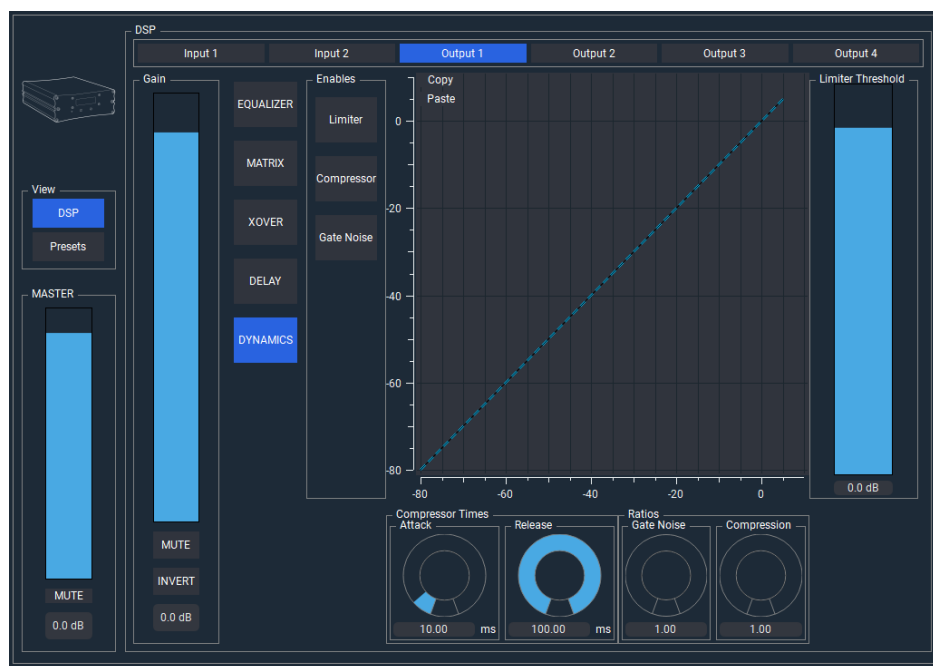 DSP
Input 1
Input 2
Output 1
Output 2
Output 3
Output 4
View
DSP
Presets
MASTER
MUTE
0.0 dB
Gain
MUTE
INVERT
0.0 dB
EQUALIZER
MATRIX
XOVER
DELAY
DYNAMICS
Enables
Limiter
Compressor
Gate Noise
Copy
Paste
0
-20
-40
-60
-80
-80
-60
-40
-20
0
Limiter Threshold
0.0 dB
Compressor Times
Attack
10.00 ms
Release
100.00 ms
Ratios
Gate Noise
1.00
Compression
1.00